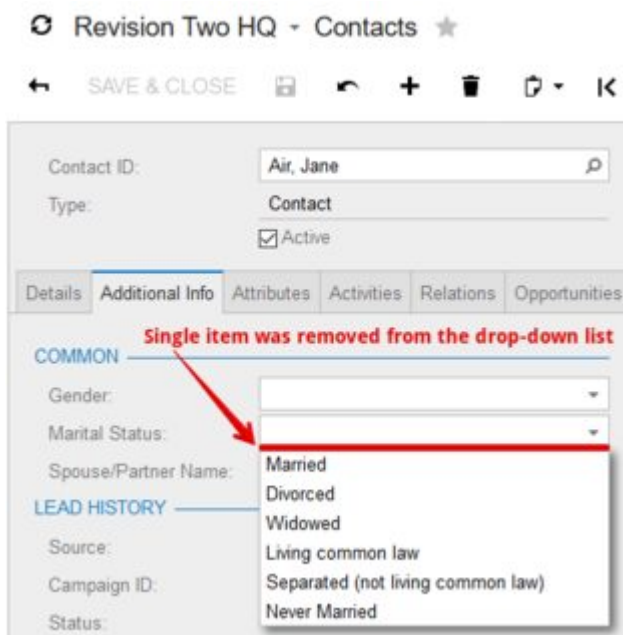 Revision Two HQ - Contacts
SAVE & CLOSE
Contact ID: Air, Jane
Type: Contact
Active
Details Additional Info Attributes Activities Relations Opportunities
Single item was removed from the drop-down list
COMMON
Gender:
Marital Status:
Spouse/Partner Name:
Married
Divorced
Widowed
Living common law
Separated (not living common law)
Never Married
LEAD HISTORY
Source:
Campaign ID:
Status: